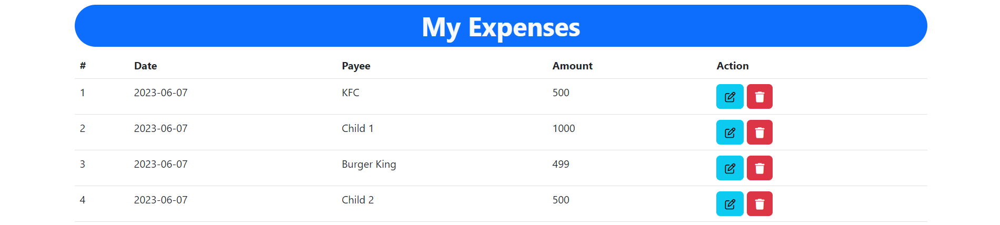 My Expenses
# Date Payee Amount Action
1 2023-06-07 KFC 500
2 2023-06-07 Child 1 1000
3 2023-06-07 Burger King 499
4 2023-06-07 Child 2 500